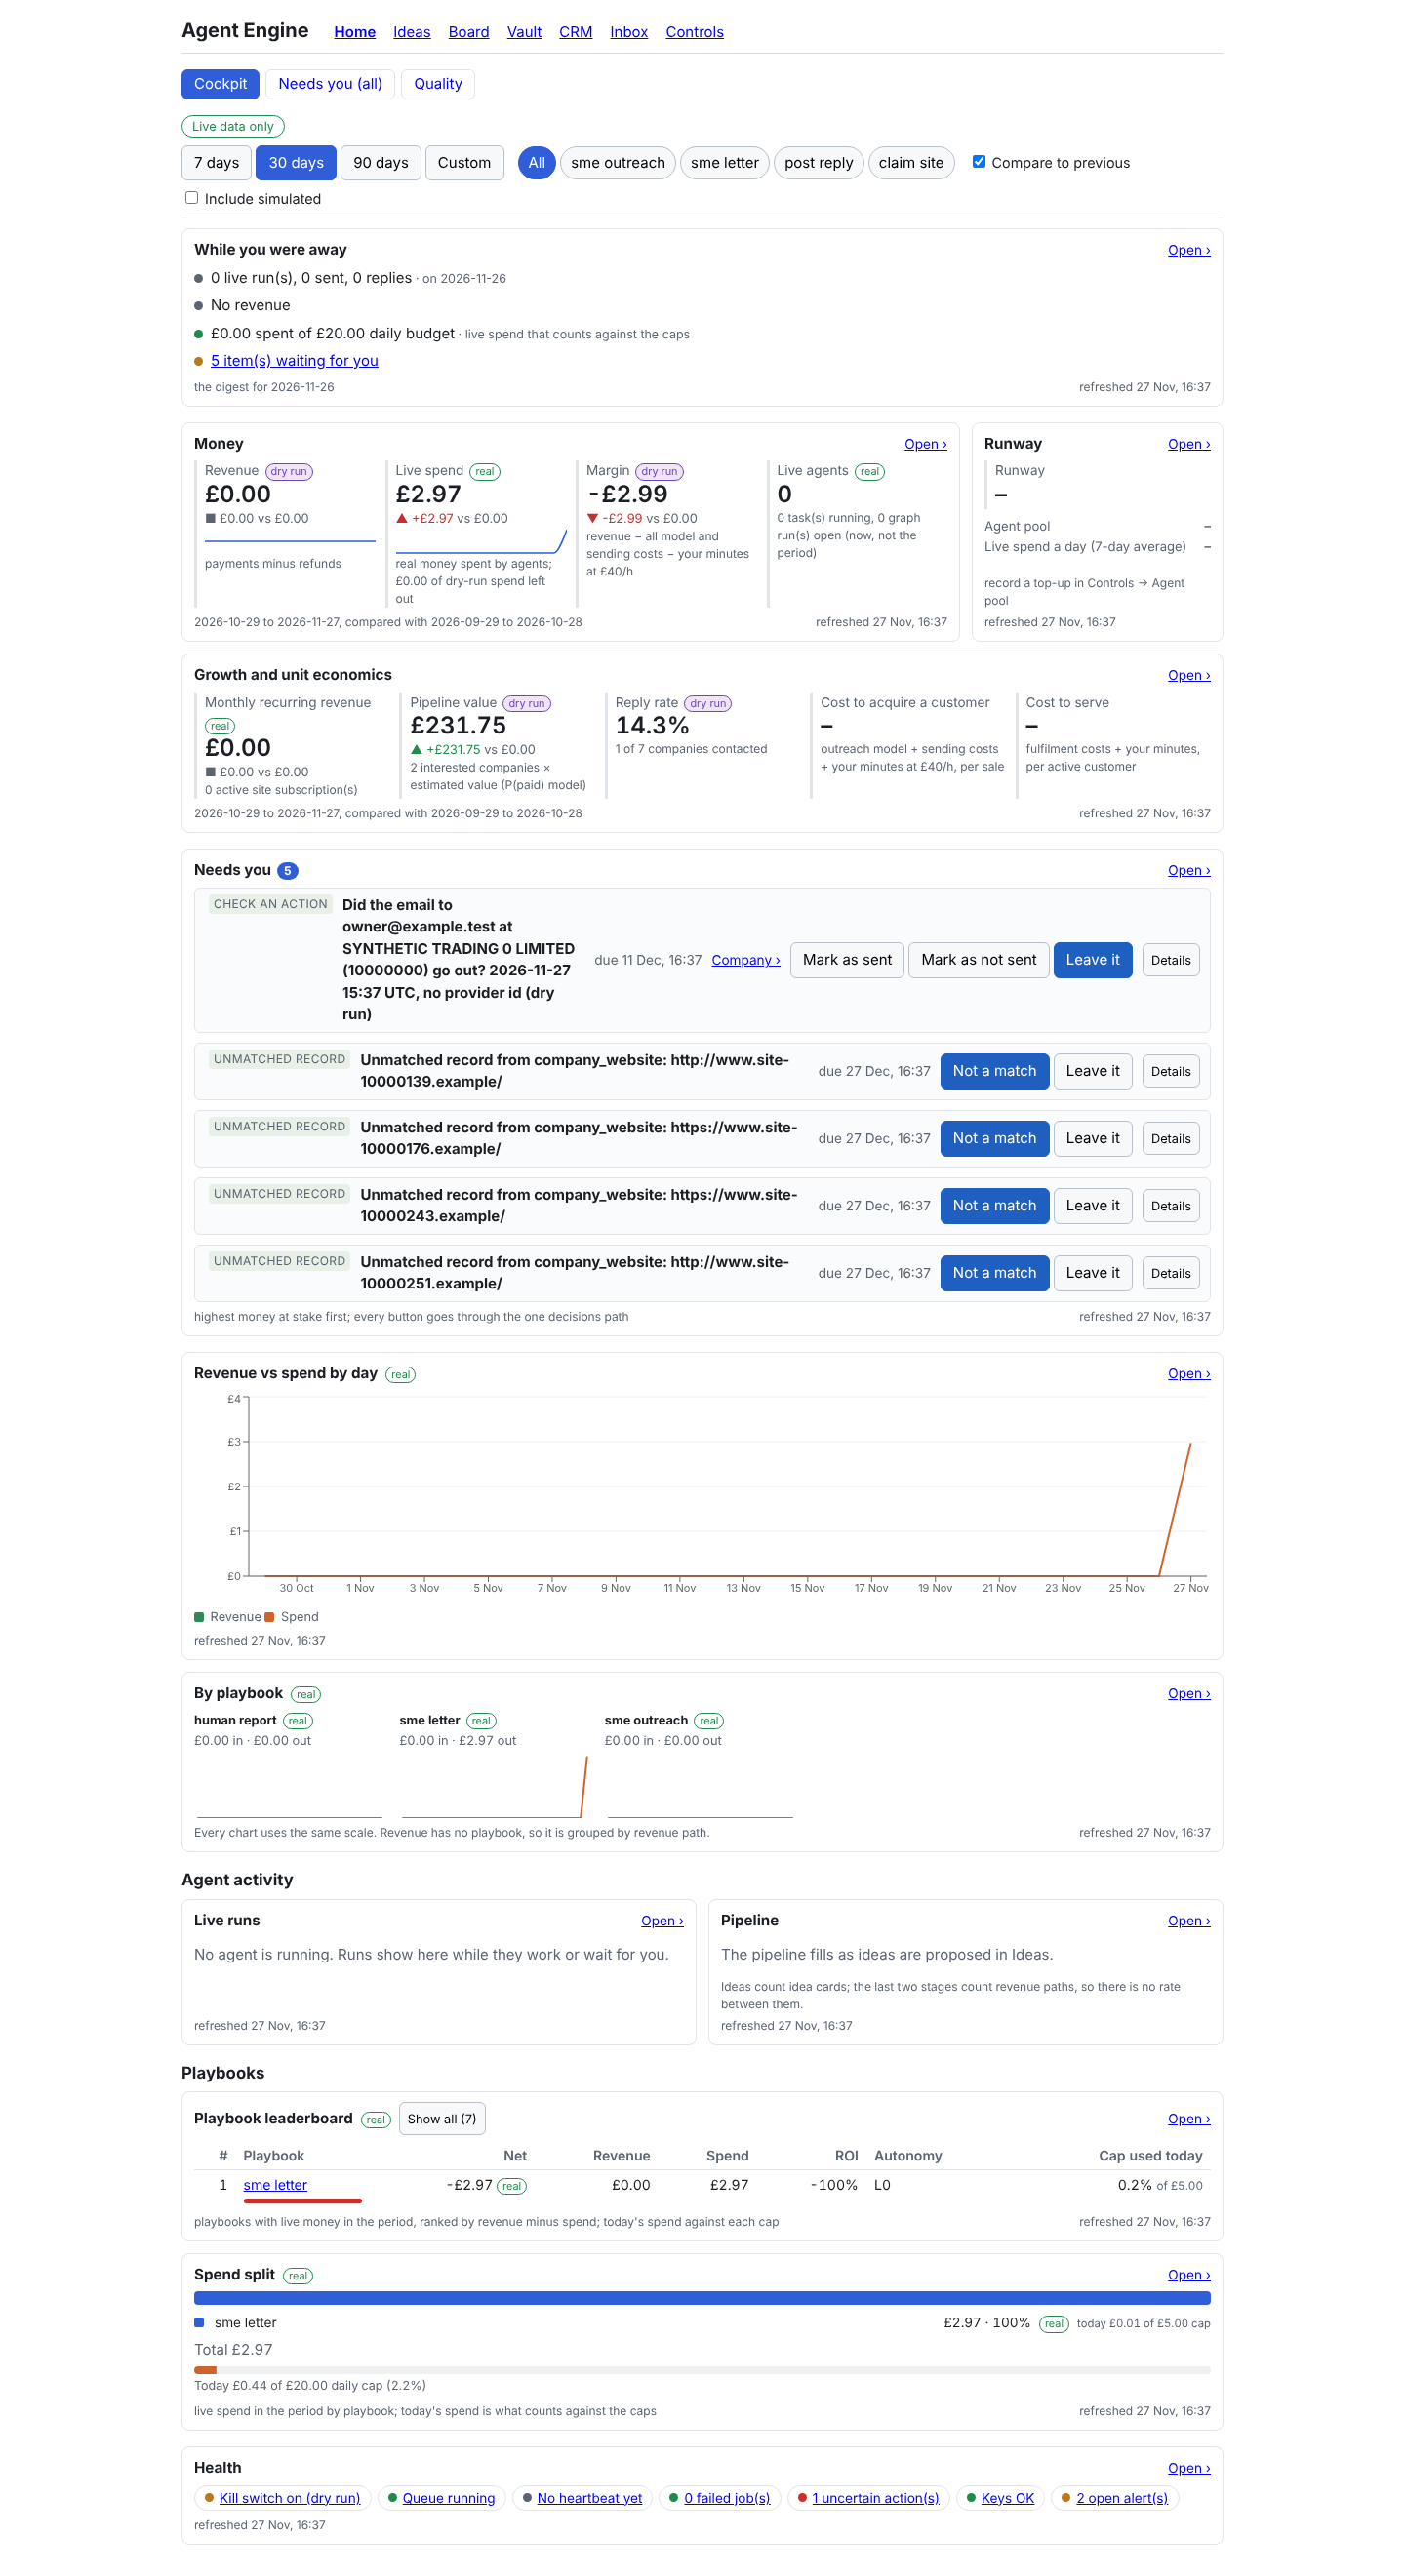 Agent Engine Home Ideas Board Vault CRM Inbox Controls
Cockpit Needs you (all) Quality
Live data only
7 days 30 days 90 days Custom All sme outreach sme letter post reply claim site Compare to previous
Include simulated
While you were away Open ›
0 live run(s), 0 sent, 0 replies · on 2026-11-26
No revenue
£0.00 spent of £20.00 daily budget · live spend that counts against the caps
5 item(s) waiting for you
the digest for 2026-11-26 refreshed 27 Nov, 16:37
Money Open ›
Revenue dry run
£0.00
■ £0.00 vs £0.00
payments minus refunds
Live spend real
£2.97
▲ +£2.97 vs £0.00
real money spent by agents;
£0.00 of dry-run spend left
out
Margin dry run
-£2.99
▼ -£2.99 vs £0.00
revenue − all model and
sending costs − your minutes
at £40/h
Live agents real
0
0 task(s) running, 0 graph
run(s) open (now, not the
period)
2026-10-29 to 2026-11-27, compared with 2026-09-29 to 2026-10-28 refreshed 27 Nov, 16:37
Runway Open ›
Runway
–
Agent pool –
Live spend a day (7-day average) –
record a top-up in Controls → Agent
pool
refreshed 27 Nov, 16:37
Growth and unit economics Open ›
Monthly recurring revenue
real
£0.00
■ £0.00 vs £0.00
0 active site subscription(s)
Pipeline value dry run
£231.75
▲ +£231.75 vs £0.00
2 interested companies ×
estimated value (P(paid) model)
Reply rate dry run
14.3%
1 of 7 companies contacted
Cost to acquire a customer
–
outreach model + sending costs
+ your minutes at £40/h, per sale
Cost to serve
–
fulfilment costs + your minutes,
per active customer
2026-10-29 to 2026-11-27, compared with 2026-09-29 to 2026-10-28 refreshed 27 Nov, 16:37
Needs you 5 Open ›
CHECK AN ACTION
Did the email to
owner@example.test at
SYNTHETIC TRADING 0 LIMITED
(10000000) go out? 2026-11-27
15:37 UTC, no provider id (dry
run)
due 11 Dec, 16:37 Company › Mark as sent Mark as not sent Leave it Details
UNMATCHED RECORD Unmatched record from company_website: http://www.site-
10000139.example/
due 27 Dec, 16:37 Not a match Leave it Details
UNMATCHED RECORD Unmatched record from company_website: https://www.site-
10000176.example/
due 27 Dec, 16:37 Not a match Leave it Details
UNMATCHED RECORD Unmatched record from company_website: https://www.site-
10000243.example/
due 27 Dec, 16:37 Not a match Leave it Details
UNMATCHED RECORD Unmatched record from company_website: http://www.site-
10000251.example/
due 27 Dec, 16:37 Not a match Leave it Details
highest money at stake first; every button goes through the one decisions path refreshed 27 Nov, 16:37
Revenue vs spend by day real Open ›
£4
£3
£2
£1
£0
30 Oct 1 Nov 3 Nov 5 Nov 7 Nov 9 Nov 11 Nov 13 Nov 15 Nov 17 Nov 19 Nov 21 Nov 23 Nov 25 Nov 27 Nov
Revenue Spend
refreshed 27 Nov, 16:37
By playbook real Open ›
human report real
£0.00 in · £0.00 out
sme letter real
£0.00 in · £2.97 out
sme outreach real
£0.00 in · £0.00 out
Every chart uses the same scale. Revenue has no playbook, so it is grouped by revenue path. refreshed 27 Nov, 16:37
Agent activity
Live runs Open ›
No agent is running. Runs show here while they work or wait for you.
refreshed 27 Nov, 16:37
Pipeline Open ›
The pipeline fills as ideas are proposed in Ideas.
Ideas count idea cards; the last two stages count revenue paths, so there is no rate
between them.
refreshed 27 Nov, 16:37
Playbooks
Playbook leaderboard real Show all (7) Open ›
# Playbook Net Revenue Spend ROI Autonomy Cap used today
1 sme letter -£2.97 real £0.00 £2.97 -100% L0 0.2% of £5.00
playbooks with live money in the period, ranked by revenue minus spend; today's spend against each cap refreshed 27 Nov, 16:37
Spend split real Open ›
sme letter £2.97 · 100% real today £0.01 of £5.00 cap
Total £2.97
Today £0.44 of £20.00 daily cap (2.2%)
live spend in the period by playbook; today's spend is what counts against the caps refreshed 27 Nov, 16:37
Health Open ›
Kill switch on (dry run) Queue running No heartbeat yet 0 failed job(s) 1 uncertain action(s) Keys OK 2 open alert(s)
refreshed 27 Nov, 16:37